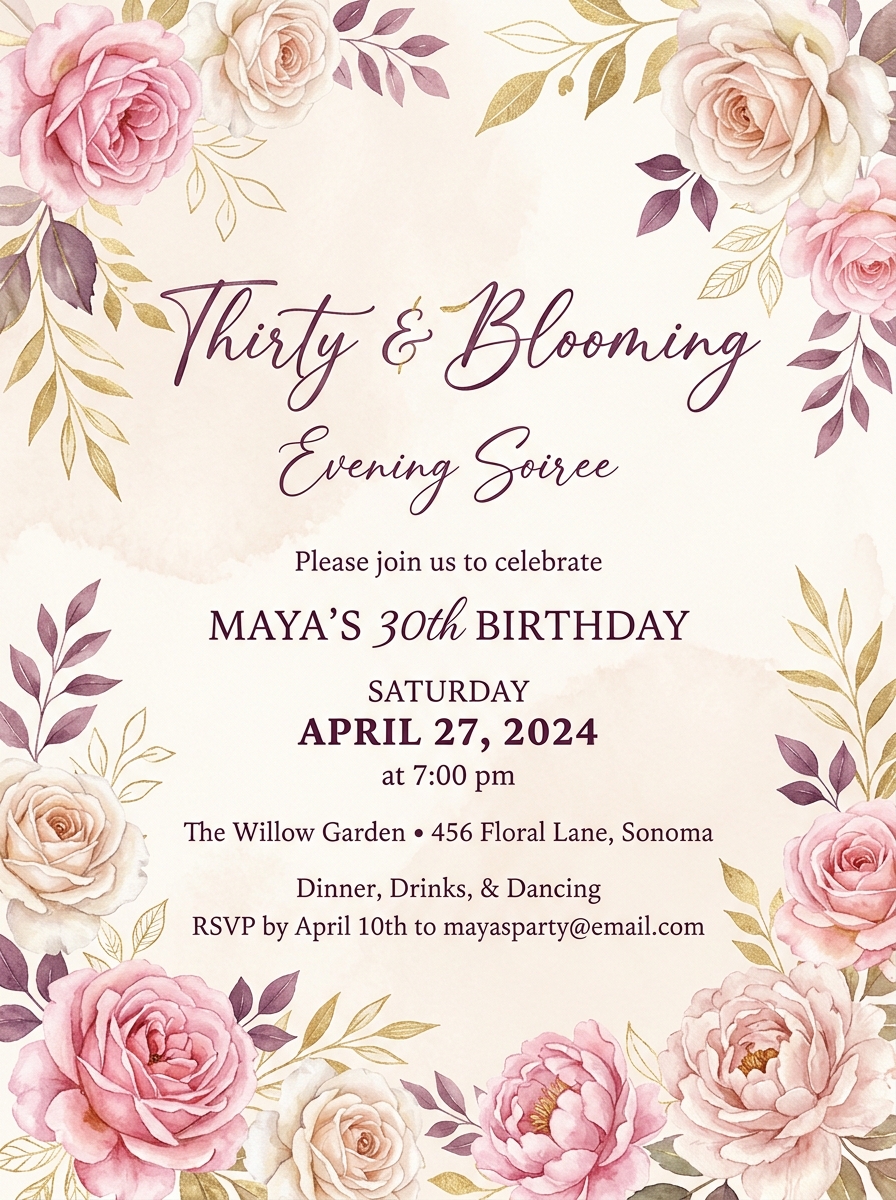 Thirty & Blooming
Evening Soiree
Please join us to celebrate
MAYA’S 30th BIRTHDAY
SATURDAY
APRIL 27, 2024
at 7:00 pm
The Willow Garden • 456 Floral Lane, Sonoma
Dinner, Drinks, & Dancing
RSVP by April 10th to mayasparty@email.com